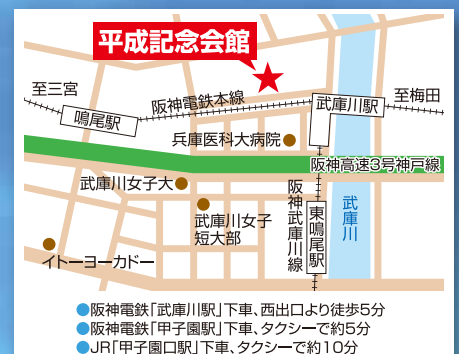 平成記念会館
至三宮
阪神電鉄本線
武庫川駅
至梅田
鳴尾駅
兵庫医科大病院
阪神高速3号神戸線
武庫川女子大
武庫川女子
短大部
阪神武庫川線
東鳴尾駅
武庫川
イトーヨーカドー
●阪神電鉄「武庫川駅」下車、西出口より徒歩5分
●阪神電鉄「甲子園駅」下車、タクシーで約5分
●JR「甲子園口駅」下車、タクシーで約10分